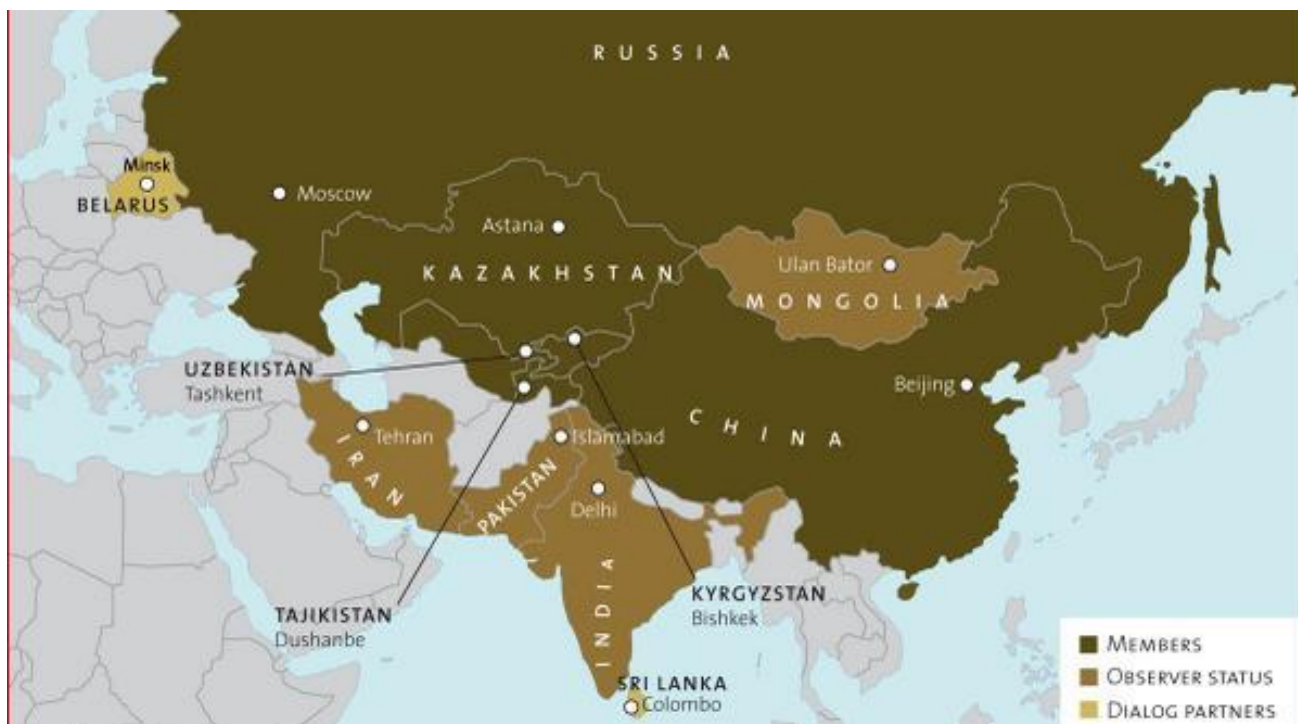 RUSSIA
Minsk
BELARUS
Moscow
Astana
KAZAKHSTAN
Ulan Bator
MONGOLIA
UZBEKISTAN
Tashkent
Beijing
CHINA
Tehran
IRAN
Islamabad
PAKISTAN
Delhi
INDIA
TAJIKISTAN
Dushanbe
KYRGYZSTAN
Bishkek
SRI LANKA
Colombo
MEMBERS
OBSERVER STATUS
DIALOG PARTNERS